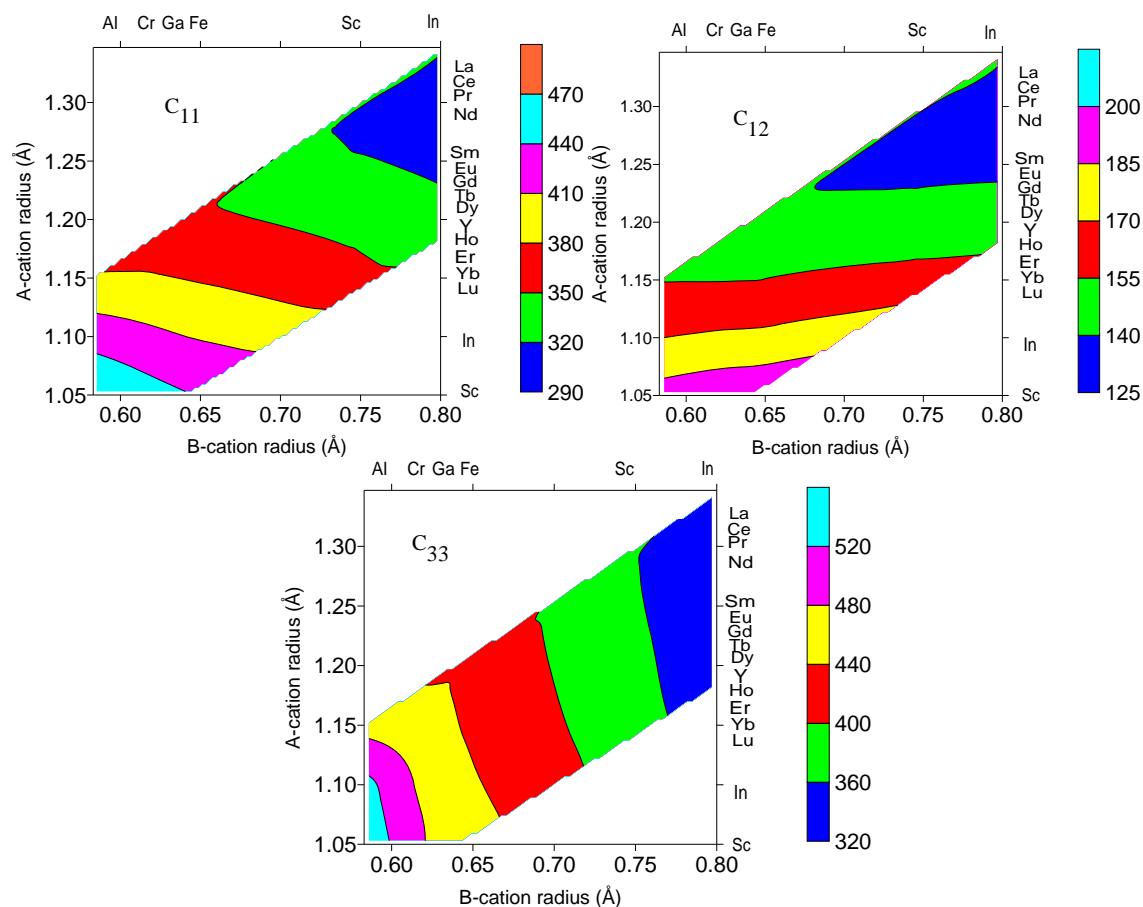 Al Cr Ga Fe Sc In
C11
A-cation radius (Å)
1.30
1.25
1.20
1.15
1.10
1.05
0.60 0.65 0.70 0.75 0.80
B-cation radius (Å)
La
Ce
Pr
Nd
Sm
Eu
Gd
Tb
Dy
Y
Ho
Er
Yb
Lu
In
Sc
470
440
410
380
350
320
290
Al Cr Ga Fe Sc In
C12
A-cation radius (Å)
1.30
1.25
1.20
1.15
1.10
1.05
0.60 0.65 0.70 0.75 0.80
B-cation radius (Å)
La
Ce
Pr
Nd
Sm
Eu
Gd
Tb
Dy
Y
Ho
Er
Yb
Lu
In
Sc
200
185
170
155
140
125
Al Cr Ga Fe Sc In
C33
A-cation radius (Å)
1.30
1.25
1.20
1.15
1.10
1.05
0.60 0.65 0.70 0.75 0.80
B-cation radius (Å)
La
Ce
Pr
Nd
Sm
Eu
Gd
Tb
Dy
Y
Ho
Er
Yb
Lu
In
Sc
520
480
440
400
360
320